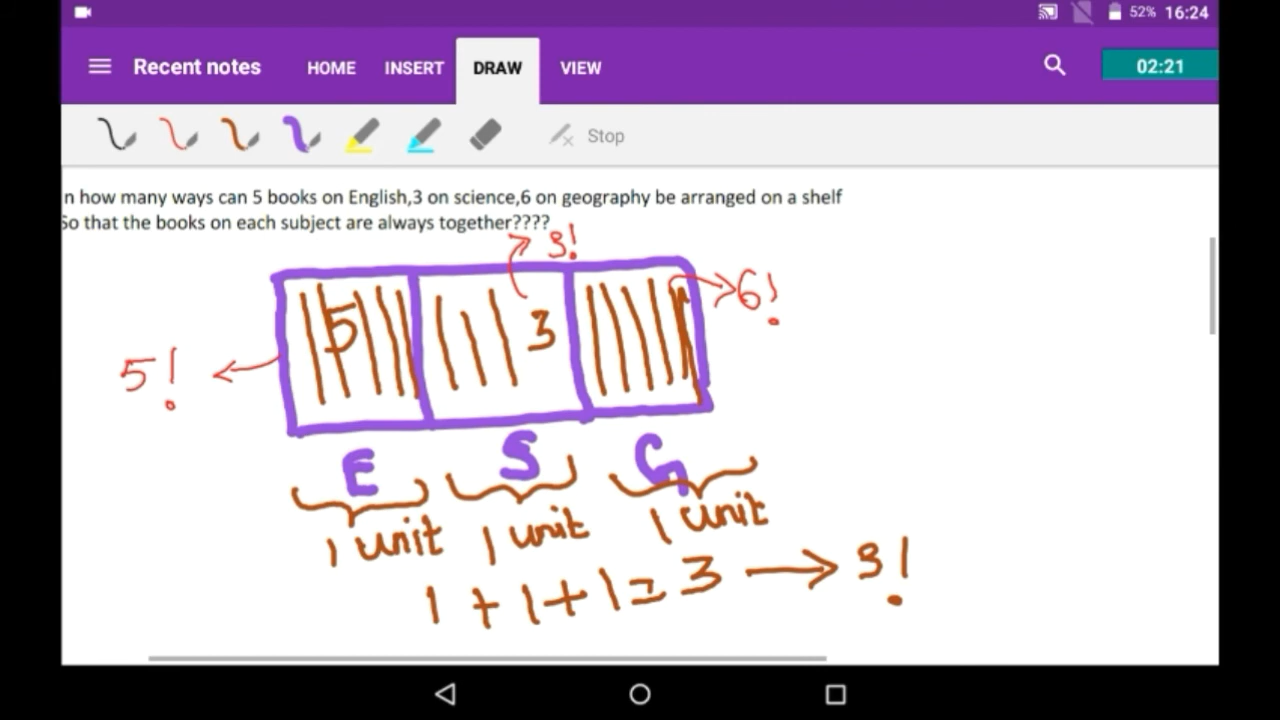 52% 16:24
Recent notes HOME INSERT DRAW VIEW 02:21
Stop
n how many ways can 5 books on English,3 on science,6 on geography be arranged on a shelf
So that the books on each subject are always together????
3!
6!
5 3
5!
E S G
1 unit 1 unit 1 unit
1 + 1 + 1 = 3 → 3!